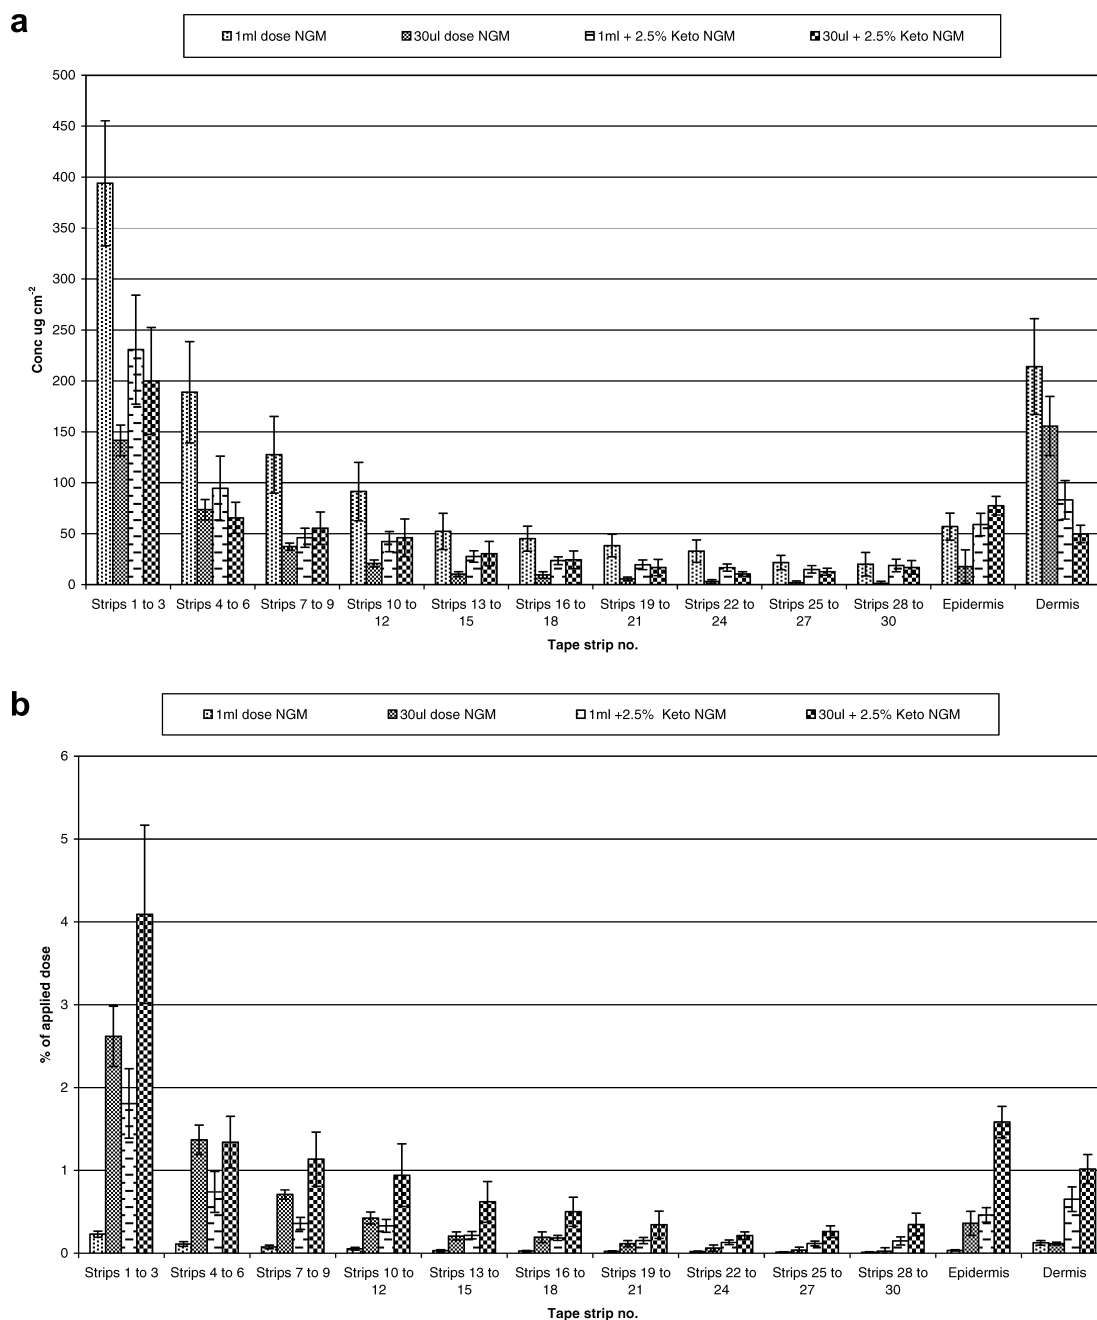 a
1ml dose NGM 30ul dose NGM 1ml + 2.5% Keto NGM 30ul + 2.5% Keto NGM
500
450
400
350
300
250
200
150
100
50
0
Conc ug cm-2
Strips 1 to 3 Strips 4 to 6 Strips 7 to 9 Strips 10 to 12 Strips 13 to 15 Strips 16 to 18 Strips 19 to 21 Strips 22 to 24 Strips 25 to 27 Strips 28 to 30 Epidermis Dermis
Tape strip no.
b
1ml dose NGM 30ul dose NGM 1ml +2.5% Keto NGM 30ul + 2.5% Keto NGM
6
5
4
3
2
1
0
% of applied dose
Strips 1 to 3 Strips 4 to 6 Strips 7 to 9 Strips 10 to 12 Strips 13 to 15 Strips 16 to 18 Strips 19 to 21 Strips 22 to 24 Strips 25 to 27 Strips 28 to 30 Epidermis Dermis
Tape strip no.